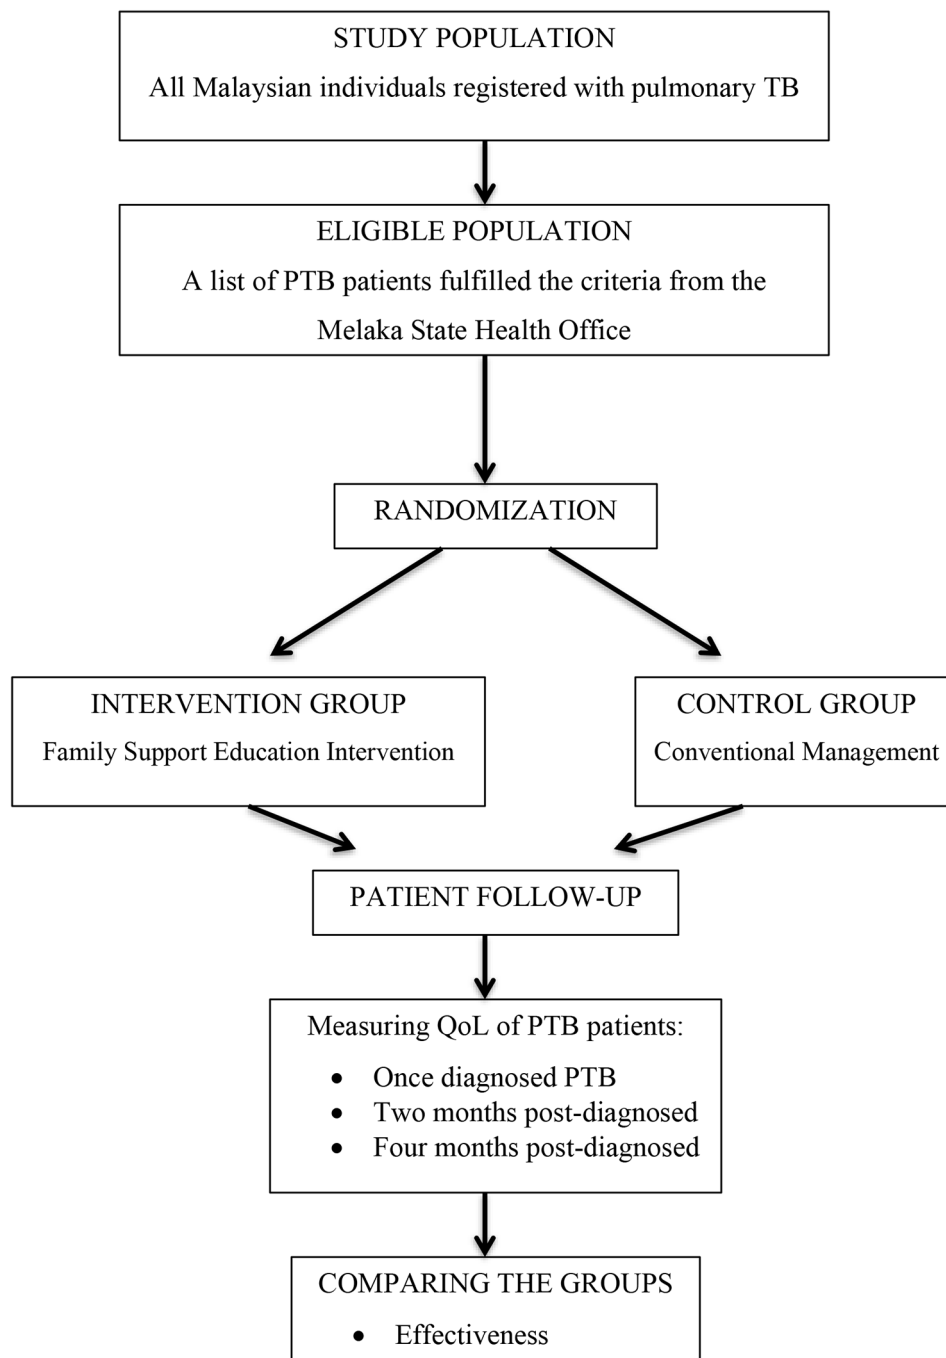 STUDY POPULATION
All Malaysian individuals registered with pulmonary TB
ELIGIBLE POPULATION
A list of PTB patients fulfilled the criteria from the
Melaka State Health Office
RANDOMIZATION
INTERVENTION GROUP
Family Support Education Intervention
CONTROL GROUP
Conventional Management
PATIENT FOLLOW-UP
Measuring QoL of PTB patients:
• Once diagnosed PTB
• Two months post-diagnosed
• Four months post-diagnosed
COMPARING THE GROUPS
• Effectiveness